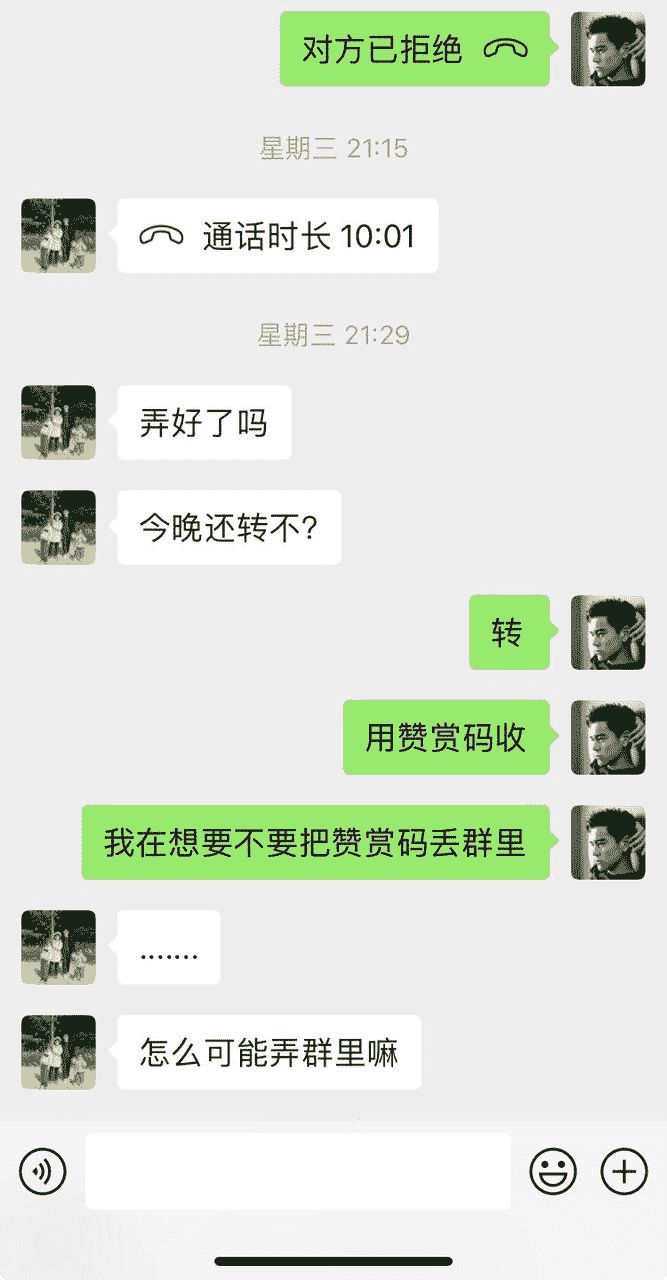 对方已拒绝
星期三 21:15
通话时长 10:01
星期三 21:29
弄好了吗
今晚还转不?
转
用赞赏码收
我在想要不要把赞赏码丢群里
.......
怎么可能弄群里嘛